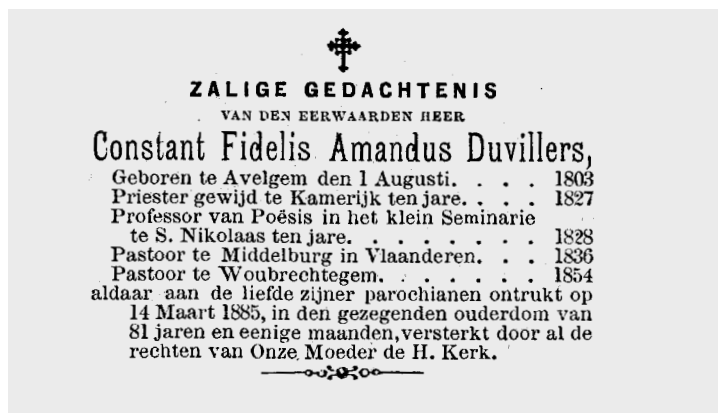 ZALIGE GEDACHTENIS
VAN DEN EERWAARDEN HEER
Constant Fidelis Amandus Duvillers,
Geboren te Avelgem den 1 Augusti. . . . 1803
Priester gewijd te Kamerijk ten jare. . . . 1827
Professor van Poësis in het klein Seminarie
te S. Nikolaas ten jare. . . . . . . . 1828
Pastoor te Middelburg in Vlaanderen. . . 1836
Pastoor te Woubrechtegem. . . . . . . 1854
aldaar aan de liefde zijner parochianen ontrukt op
14 Maart 1885, in den gezegenden ouderdom van
81 jaren en eenige maanden, versterkt door al de
rechten van Onze Moeder de H. Kerk.